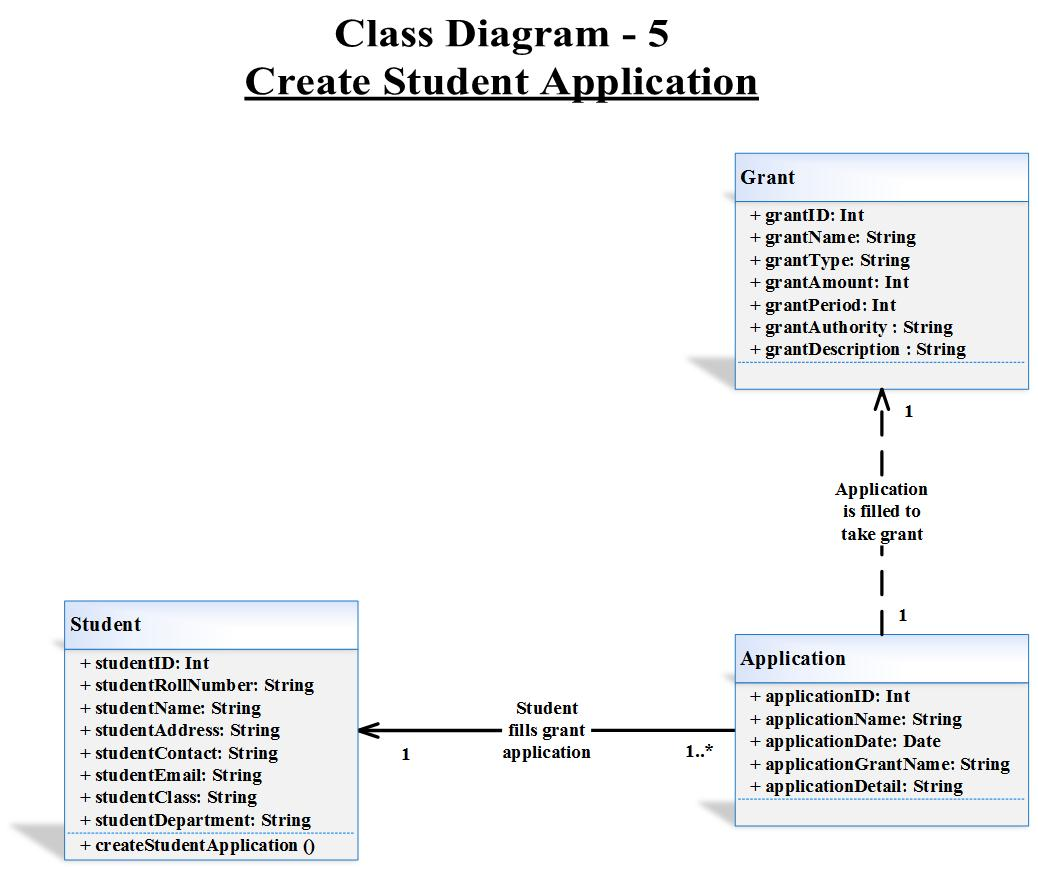 Class Diagram - 5
Create Student Application
Grant
+ grantID: Int
+ grantName: String
+ grantType: String
+ grantAmount: Int
+ grantPeriod: Int
+ grantAuthority : String
+ grantDescription : String
1
Application
is filled to
take grant
1
Student
+ studentID: Int
+ studentRollNumber: String
+ studentName: String
+ studentAddress: String
+ studentContact: String
+ studentEmail: String
+ studentClass: String
+ studentDepartment: String
+ createStudentApplication ()
1
Student
fills grant
application
1..*
Application
+ applicationID: Int
+ applicationName: String
+ applicationDate: Date
+ applicationGrantName: String
+ applicationDetail: String